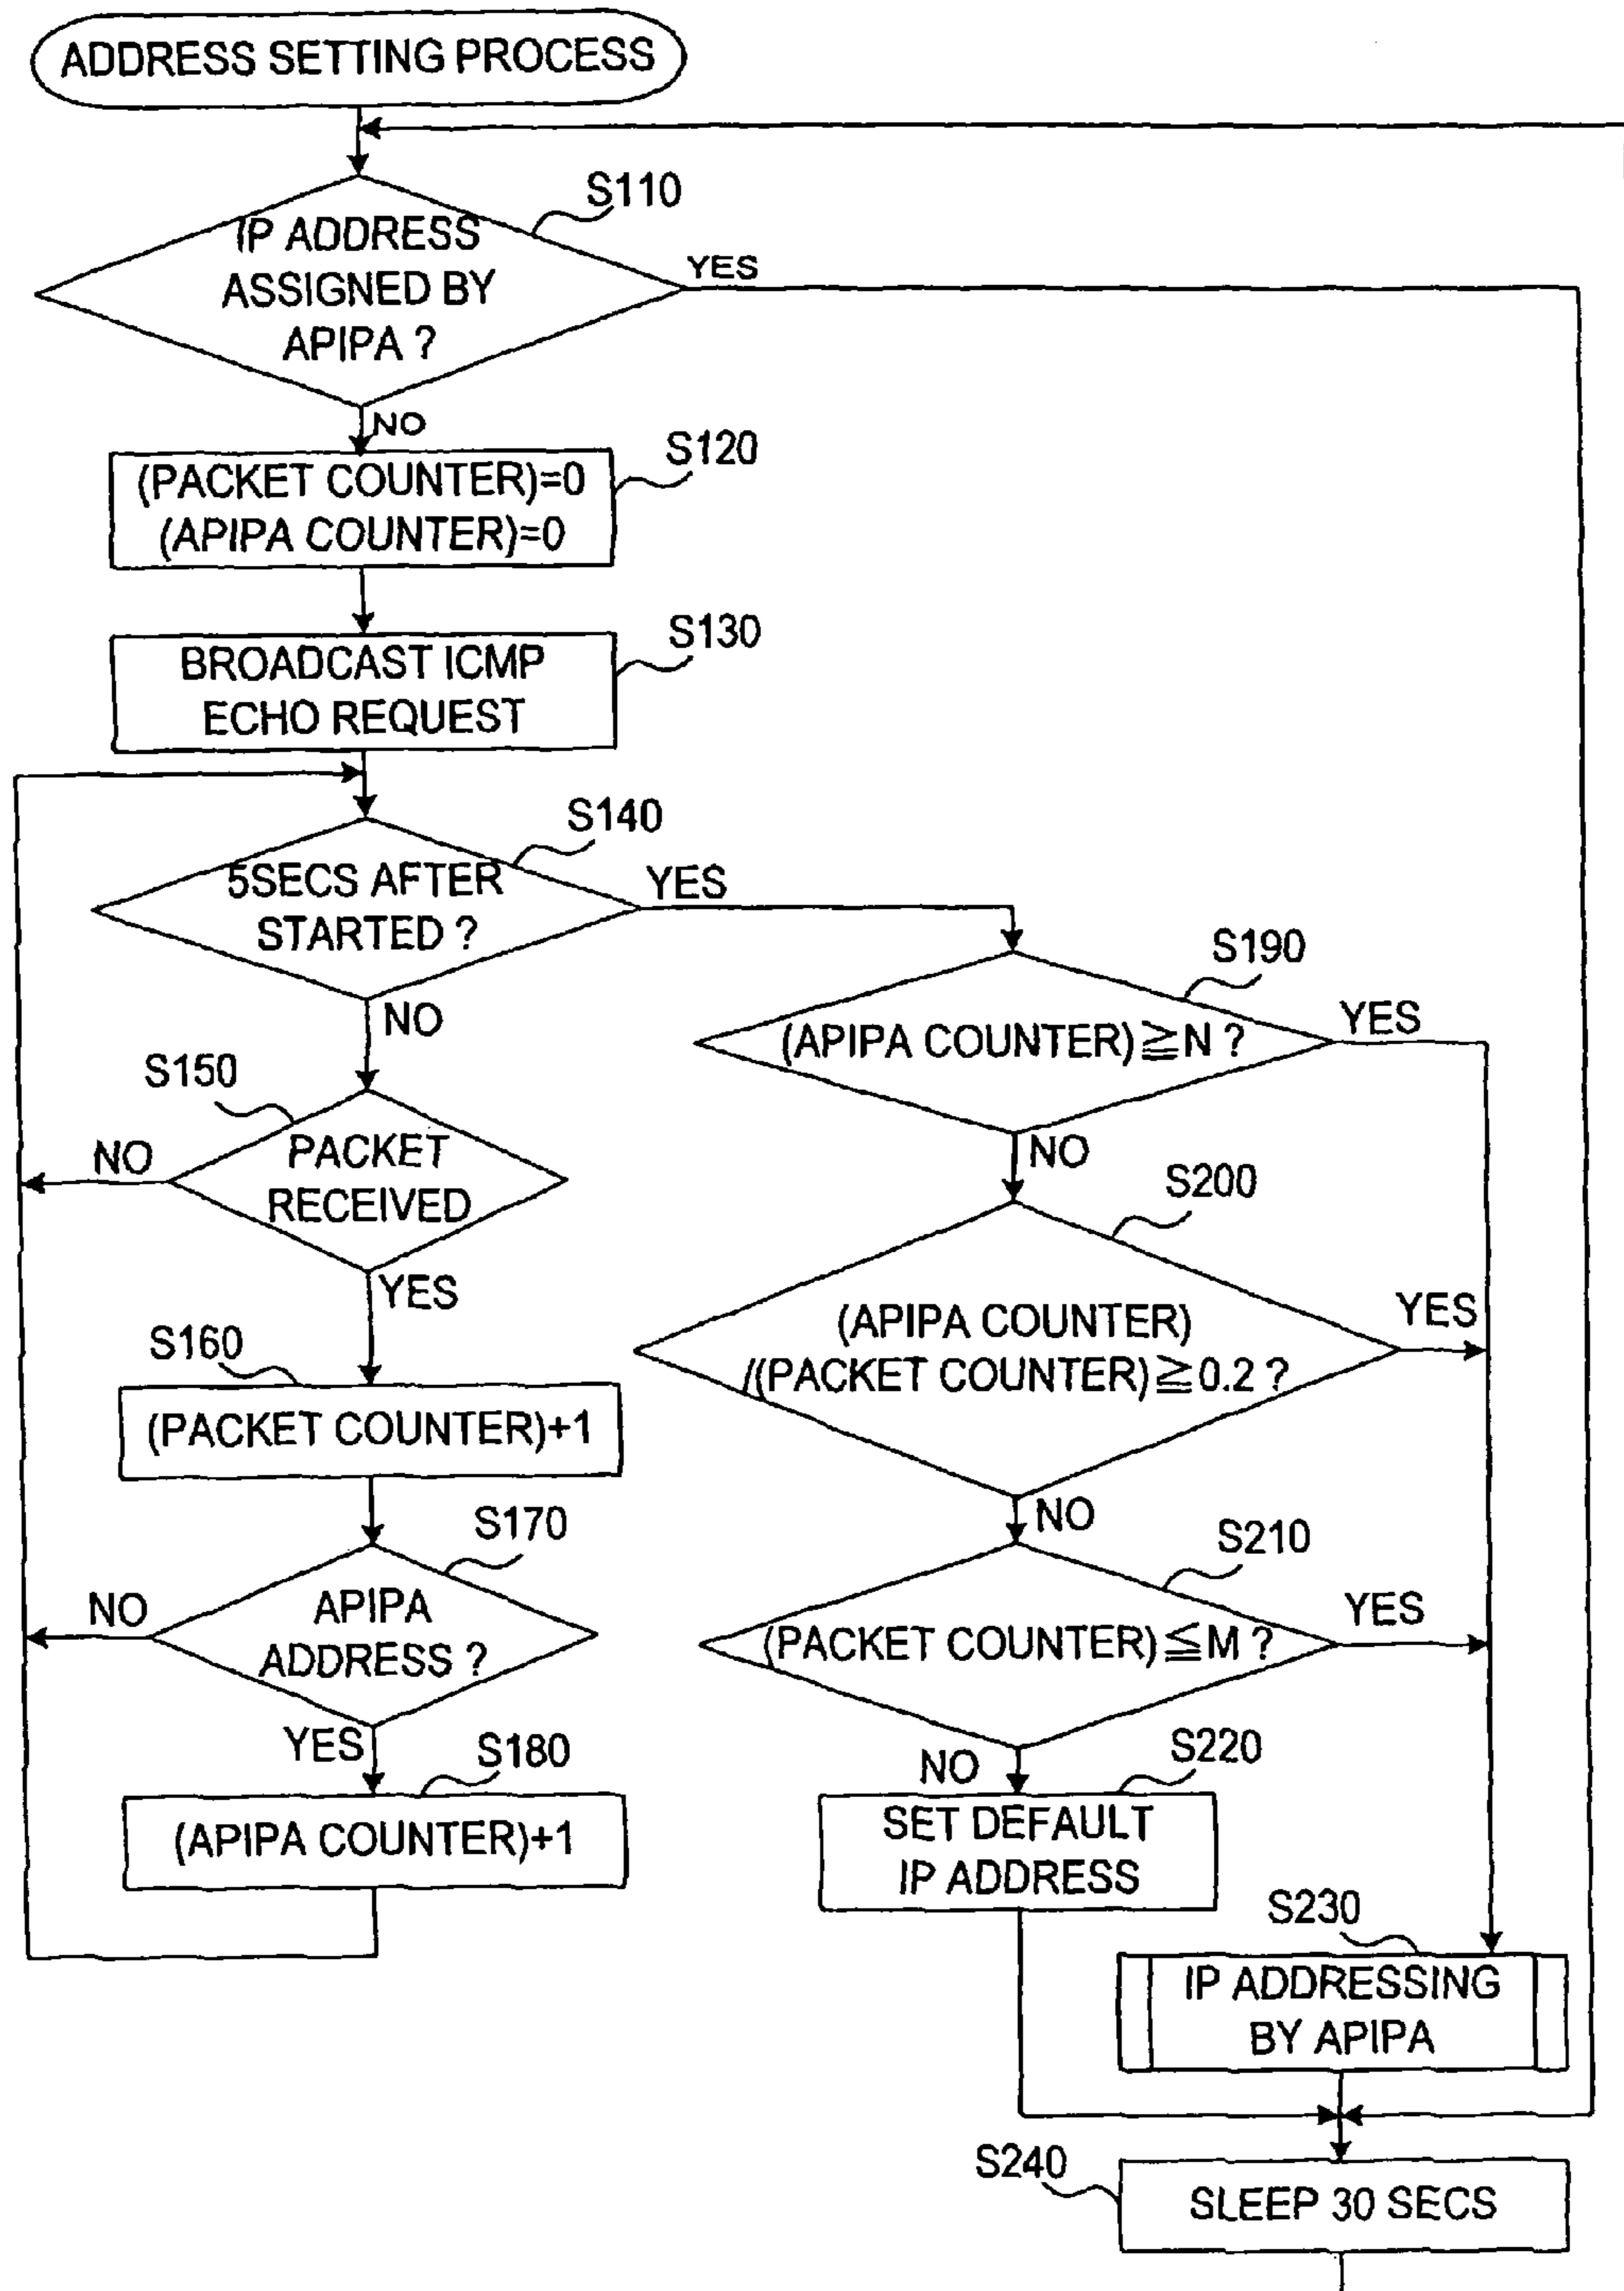 ADDRESS SETTING PROCESS
S110
IP ADDRESS
ASSIGNED BY
APIPA ?
YES
NO
S120
(PACKET COUNTER)=0
(APIPA COUNTER)=0
S130
BROADCAST ICMP
ECHO REQUEST
S140
5SECS AFTER
STARTED ?
YES
NO
S150
PACKET
RECEIVED
NO
YES
S160
(PACKET COUNTER)+1
S170
APIPA
ADDRESS ?
NO
YES
S180
(APIPA COUNTER)+1
S190
(APIPA COUNTER)≧N ?
YES
NO
S200
(APIPA COUNTER)
/(PACKET COUNTER)≧0.2 ?
YES
NO
S210
(PACKET COUNTER)≦M ?
YES
NO
S220
SET DEFAULT
IP ADDRESS
S230
IP ADDRESSING
BY APIPA
S240
SLEEP 30 SECS